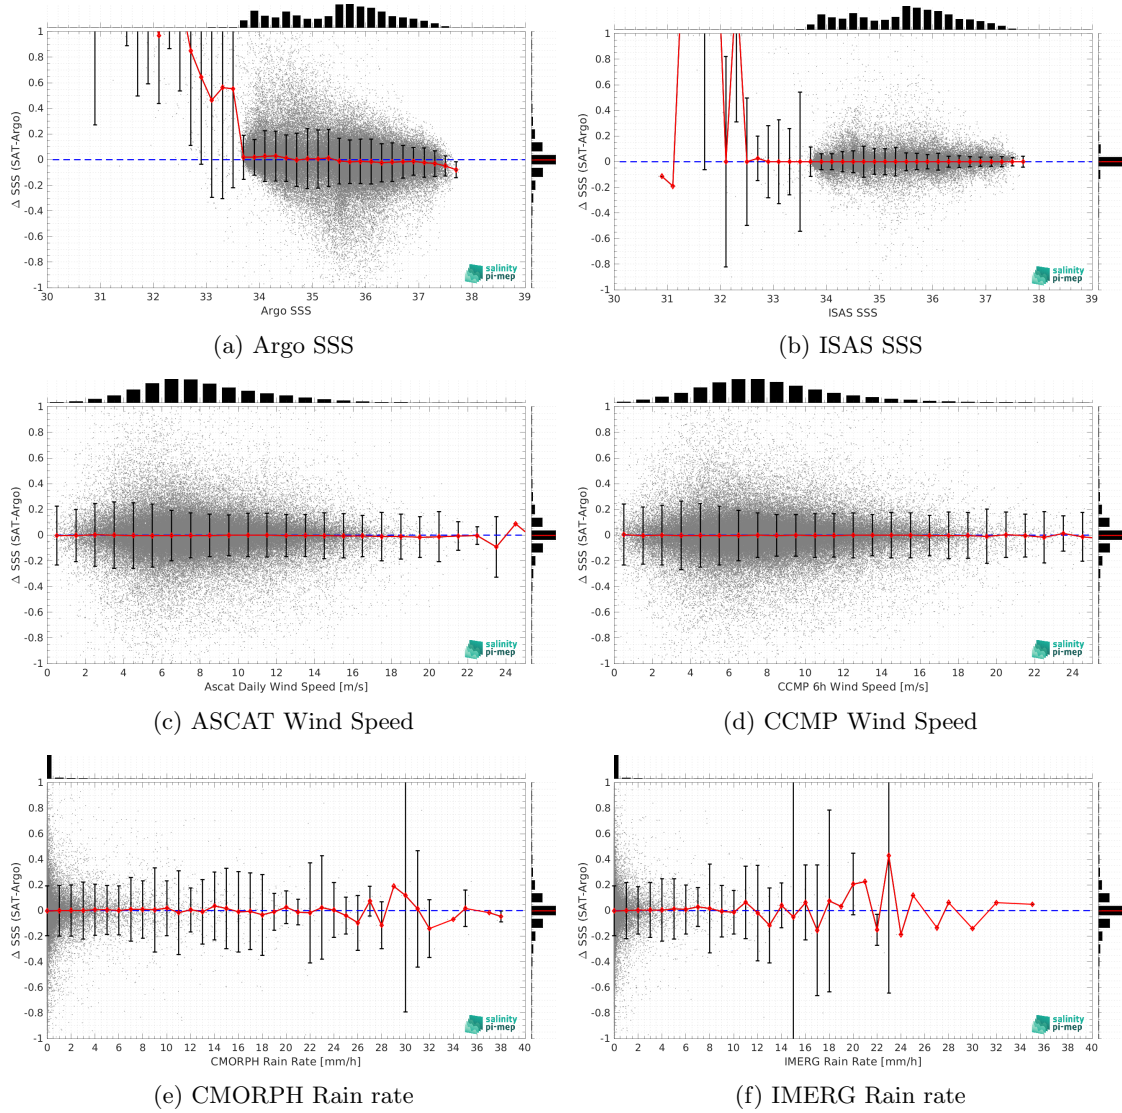 1
0.8
0.6
0.4
0.2
0
-0.2
-0.4
-0.6
-0.8
-1
Δ SSS (SAT-Argo)
salinity
pi-mep
30 31 32 33 34 35 36 37 38 39
Argo SSS
(a) Argo SSS
1
0.8
0.6
0.4
0.2
0
-0.2
-0.4
-0.6
-0.8
-1
Δ SSS (SAT-Argo)
salinity
pi-mep
30 31 32 33 34 35 36 37 38 39
ISAS SSS
(b) ISAS SSS
1
0.8
0.6
0.4
0.2
0
-0.2
-0.4
-0.6
-0.8
-1
Δ SSS (SAT-Argo)
salinity
pi-mep
0 2 4 6 8 10 12 14 16 18 20 22 24
Ascat Daily Wind Speed [m/s]
(c) ASCAT Wind Speed
1
0.8
0.6
0.4
0.2
0
-0.2
-0.4
-0.6
-0.8
-1
Δ SSS (SAT-Argo)
salinity
pi-mep
0 2 4 6 8 10 12 14 16 18 20 22 24
CCMP 6h Wind Speed [m/s]
(d) CCMP Wind Speed
1
0.8
0.6
0.4
0.2
0
-0.2
-0.4
-0.6
-0.8
-1
Δ SSS (SAT-Argo)
salinity
pi-mep
0 2 4 6 8 10 12 14 16 18 20 22 24 26 28 30 32 34 36 38 40
CMORPH Rain Rate [mm/h]
(e) CMORPH Rain rate
1
0.8
0.6
0.4
0.2
0
-0.2
-0.4
-0.6
-0.8
-1
Δ SSS (SAT-Argo)
salinity
pi-mep
0 2 4 6 8 10 12 14 16 18 20 22 24 26 28 30 32 34 36 38 40
IMERG Rain Rate [mm/h]
(f) IMERG Rain rate